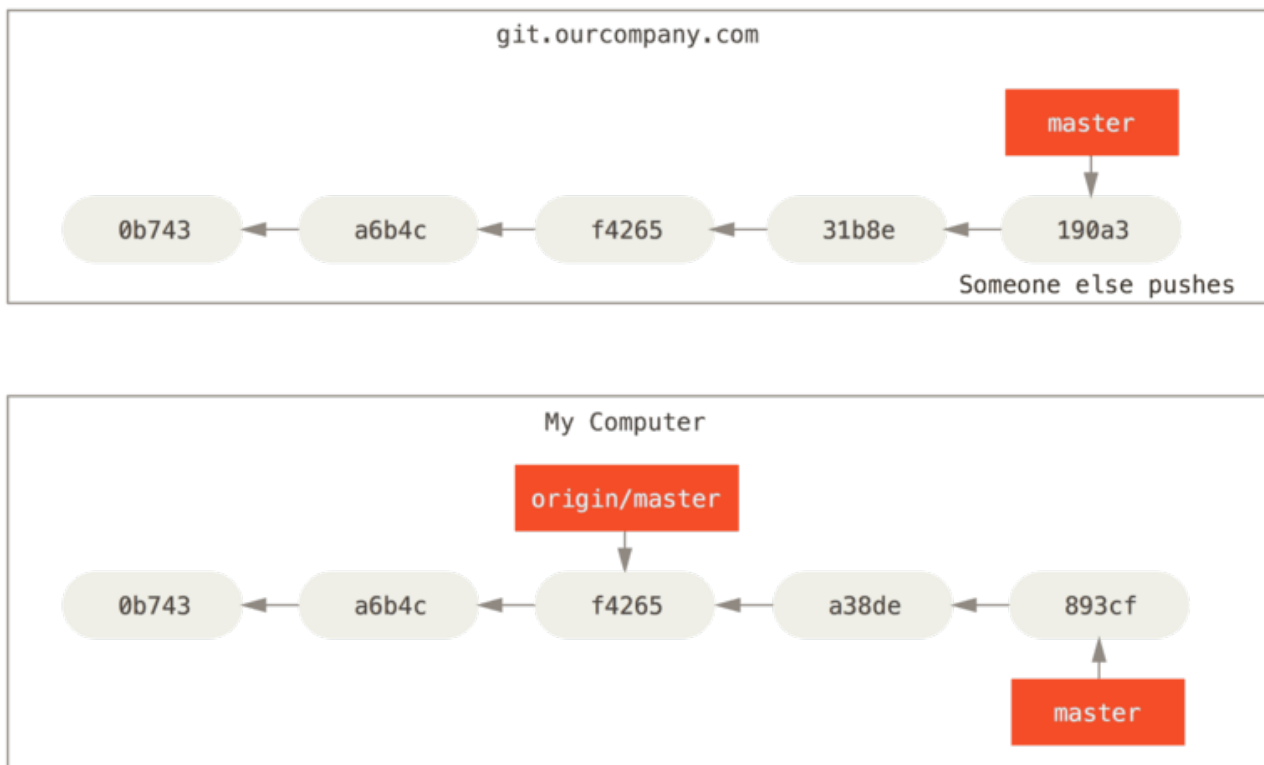 git.ourcompany.com
master
0b743 a6b4c f4265 31b8e 190a3
Someone else pushes
My Computer
origin/master
0b743 a6b4c f4265 a38de 893cf
master